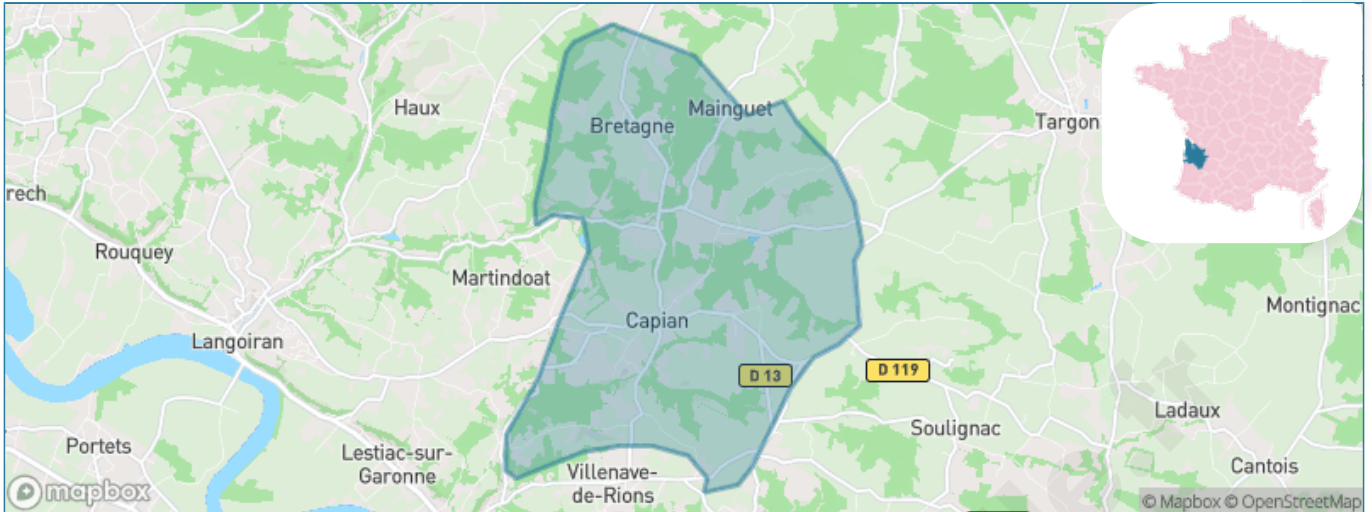 Haux
Mainguet
Bretagne
Targon
rech
Rouquey
Martindoat
Montignac
Capian
Langoiran
D 119
D 13
Ladaux
Soulignac
Portets
Lestiac-sur-
Garonne
Villenave-
de-Rions
Cantois
mapbox
© Mapbox © OpenStreetMap